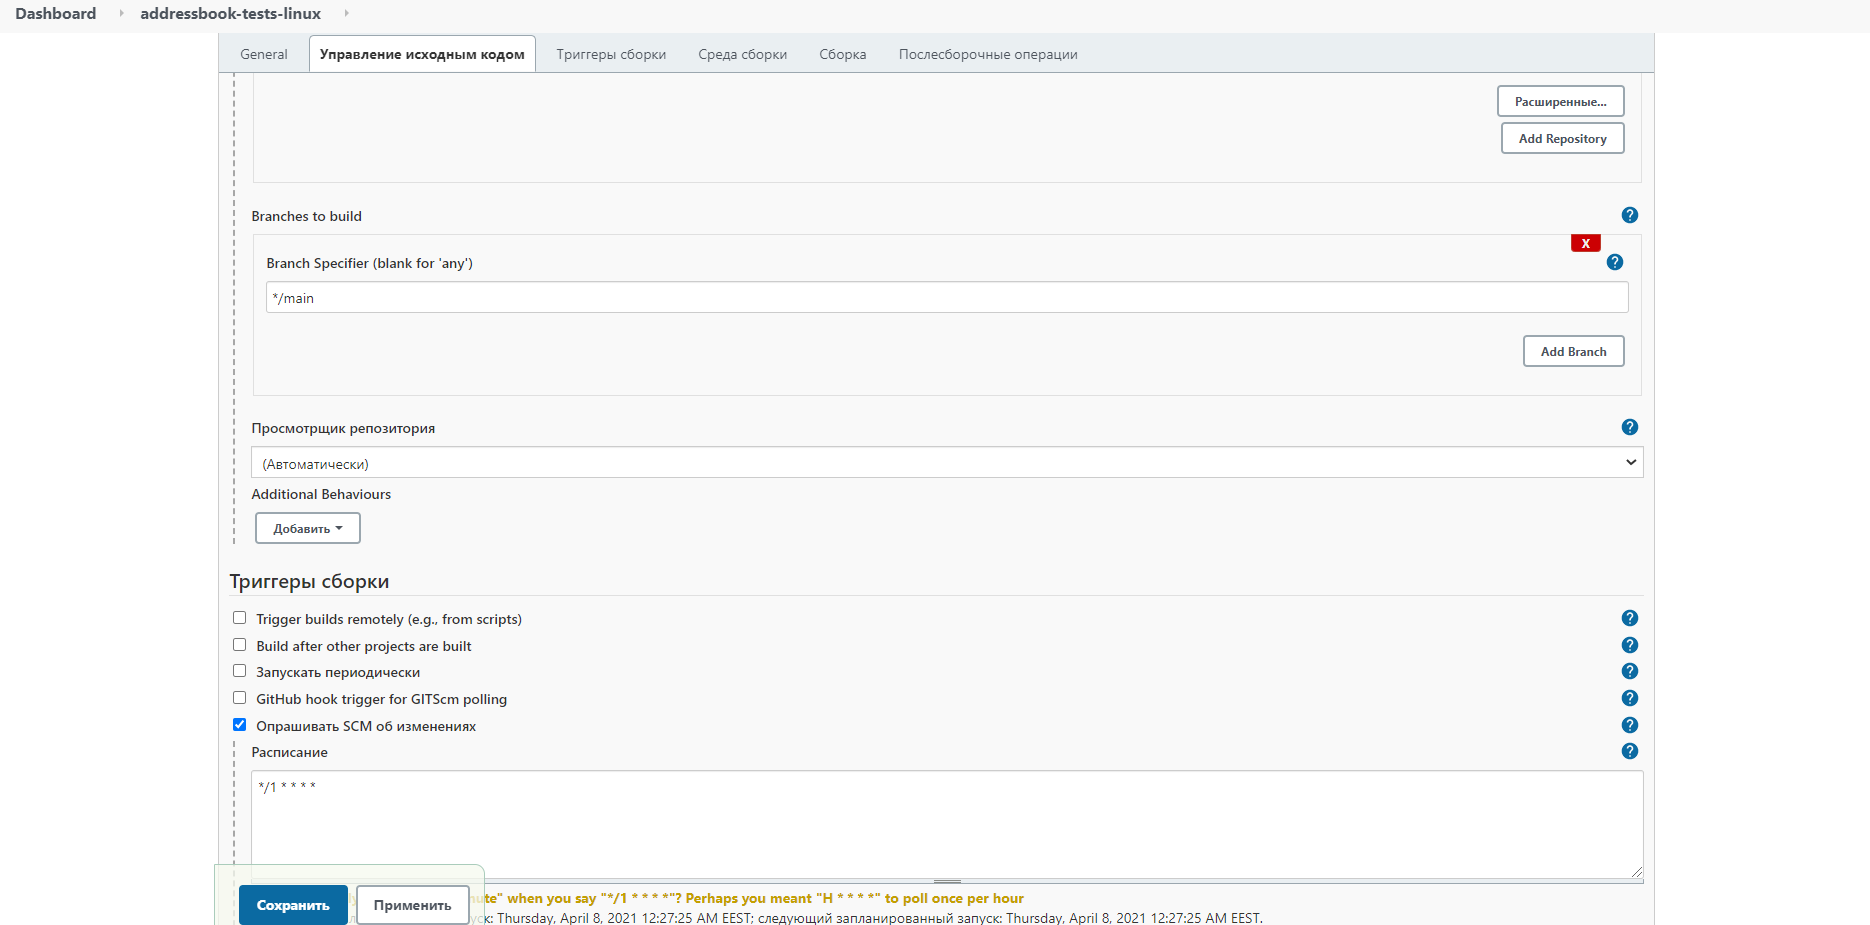 Dashboard
addressbook-tests-linux
General
Управление исходным кодом
Триггеры сборки
Среда сборки
Сборка
Послесборочные операции
Расширенные...
Add Repository
Branches to build
?
X
Branch Specifier (blank for 'any')
?
*/main
Add Branch
Просмотрщик репозитория
?
(Автоматически)
Additional Behaviours
Добавить
Триггеры сборки
Trigger builds remotely (e.g., from scripts)
?
Build after other projects are built
?
Запускать периодически
?
GitHub hook trigger for GITScm polling
?
Опрашивать SCM об изменениях
?
Расписание
?
*/1 * * * *
Сохранить
Применить
when you say "*/1 * * * *"? Perhaps you meant "H * * * *" to poll once per hour
Thursday, April 8, 2021 12:27:25 AM EEST; следующий запланированный запуск: Thursday, April 8, 2021 12:27:25 AM EEST.